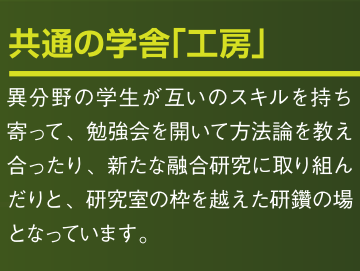 共通の学舎「工房」
異分野の学生が互いのスキルを持ち
寄って、勉強会を開いて方法論を教え
合ったり、新たな融合研究に取り組ん
だりと、研究室の枠を越えた研鑽の場
となっています。